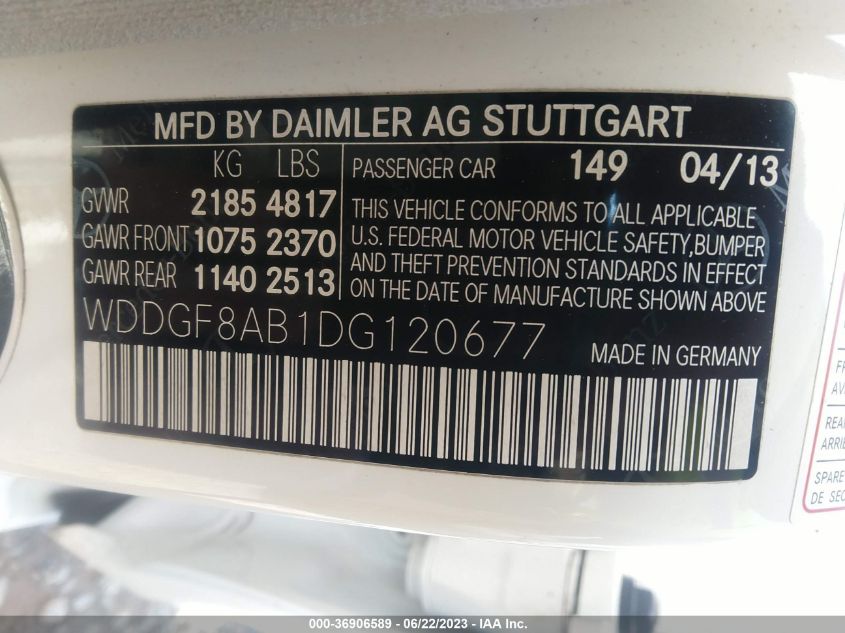 MFD BY DAIMLER AG STUTTGART
KG LBS
GVWR 2185 4817
GAWR FRONT 1075 2370
GAWR REAR 1140 2513
PASSENGER CAR 149 04/13
THIS VEHICLE CONFORMS TO ALL APPLICABLE
U.S. FEDERAL MOTOR VEHICLE SAFETY,BUMPER
AND THEFT PREVENTION STANDARDS IN EFFECT
ON THE DATE OF MANUFACTURE SHOWN ABOVE
WDDGF8AB1DG120677
MADE IN GERMANY
SPARE
000-36906589 - 06/22/2023 - IAA Inc.